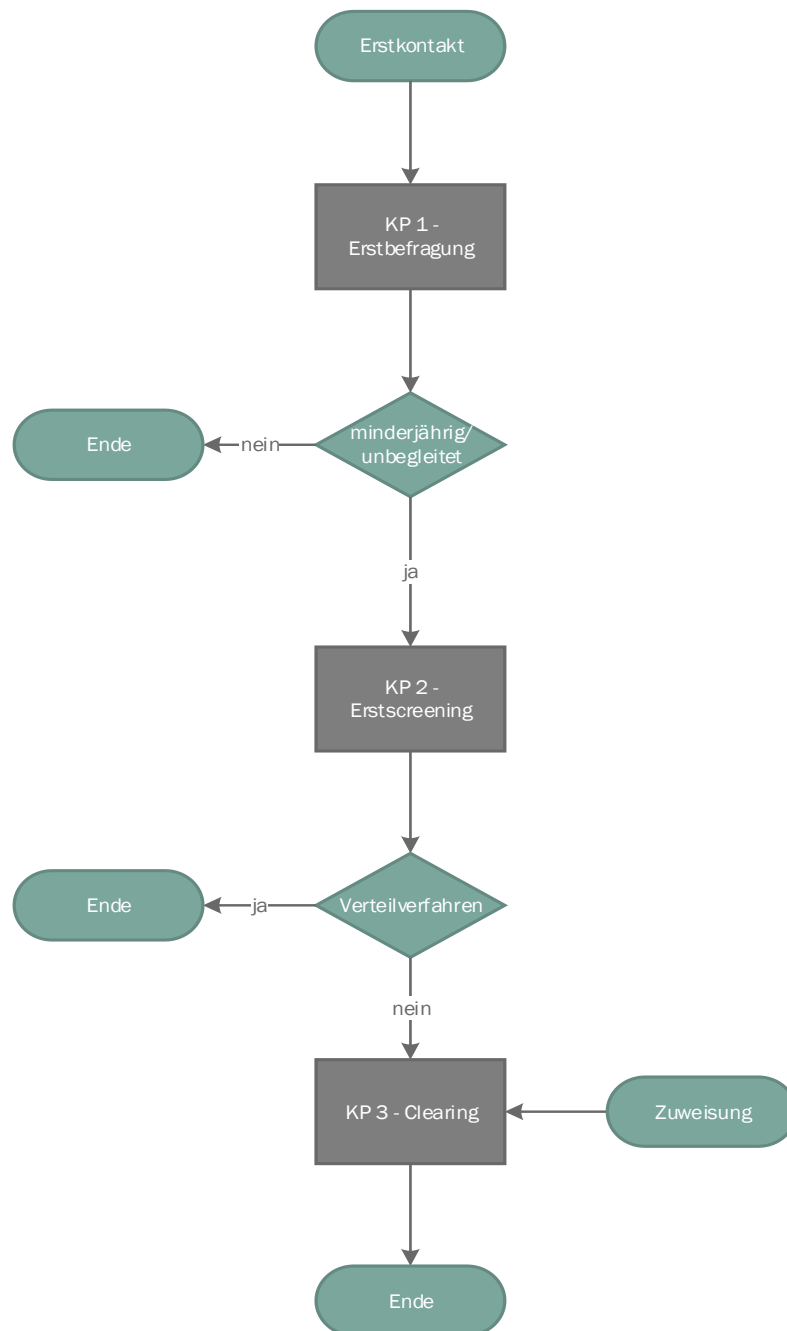 Erstkontakt
KP 1 -
Erstbefragung
minderjährig/
unbegleitet
nein
Ende
ja
KP 2 -
Erstscreening
Verteilverfahren
ja
Ende
nein
KP 3 - Clearing
Zuweisung
Ende